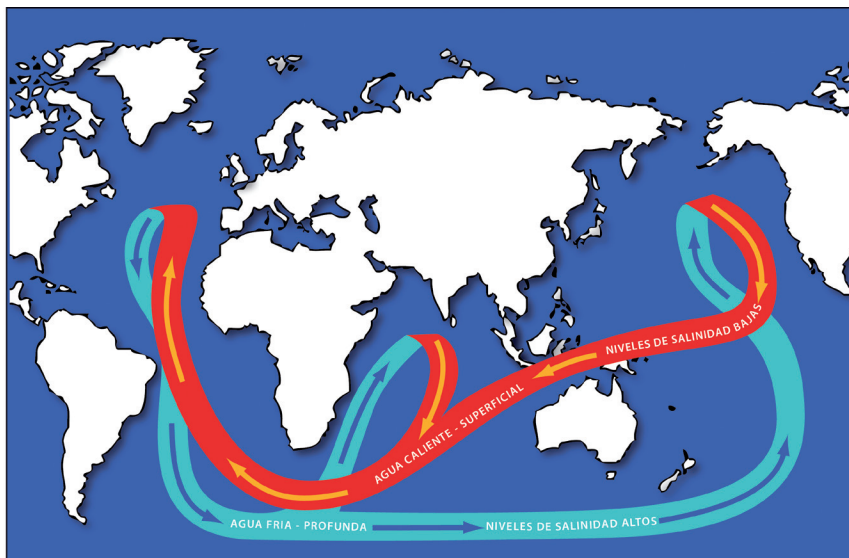 NIVELES DE SALINIDAD BAJAS
AGUA CALIENTE - SUPERFICIAL
AGUA FRIA - PROFUNDA
NIVELES DE SALINIDAD ALTOS